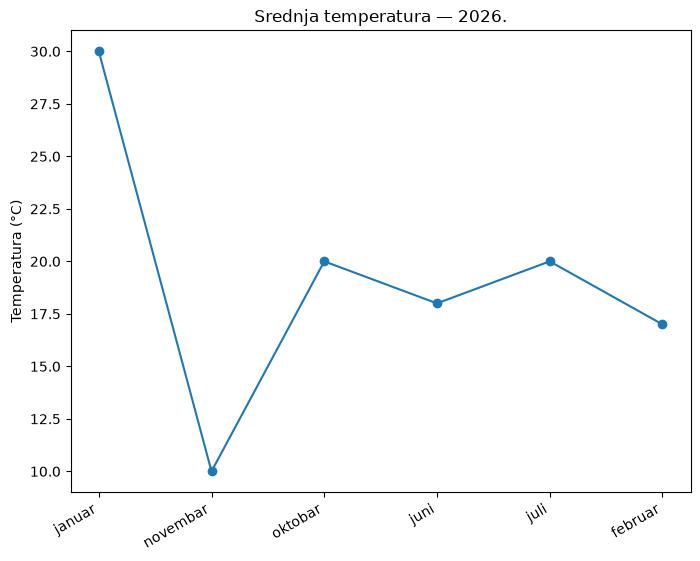 Srednja temperatura — 2026.
Temperatura (°C)
30.0
27.5
25.0
22.5
20.0
17.5
15.0
12.5
10.0
januar
novembar
oktobar
juni
juli
februar